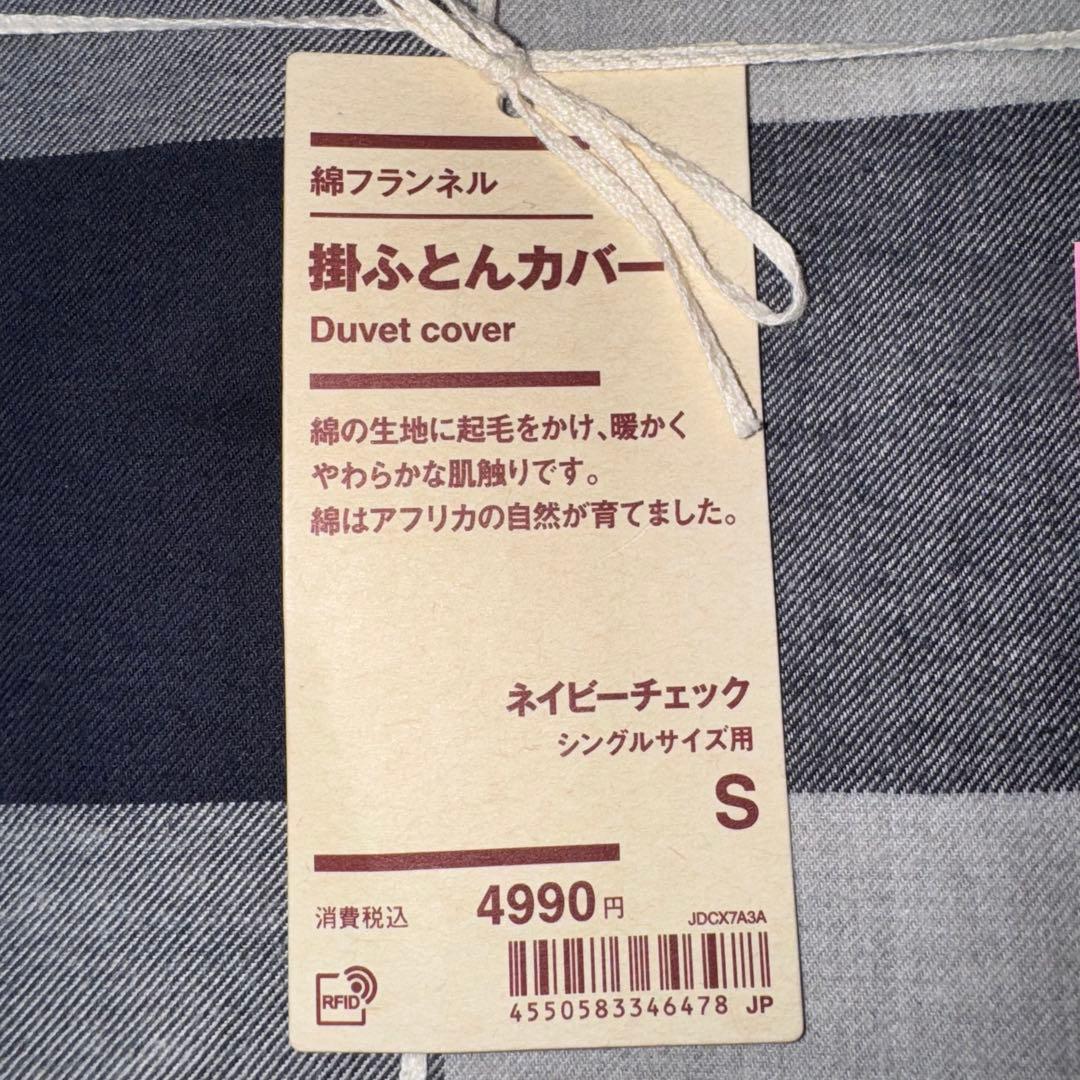 綿フランネル
掛ふとんカバー
Duvet cover
綿の生地に起毛をかけ、暖かく
やわらかな肌触りです。
綿はアフリカの自然が育てました。
ネイビーチェック
シングルサイズ用
S
消費税込 4990円
JDCX7A3A
RFID
4550583346478 JP